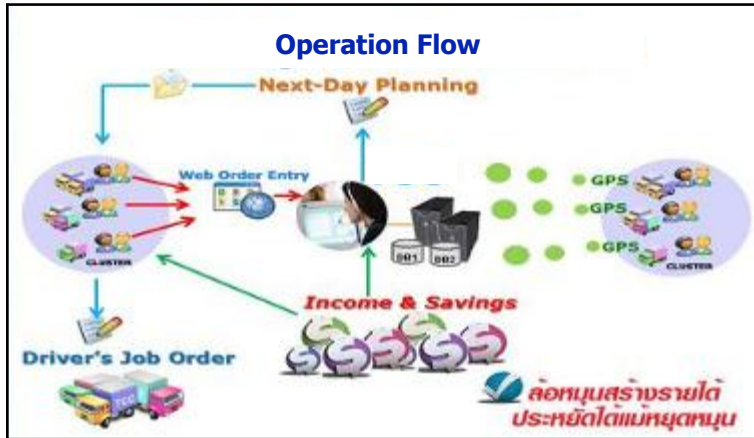 Operation Flow
Next-Day Planning
Web Order Entry
GPS
GPS
GPS
DB1 DB2
CLUSTER
CLUSTER
Income & Savings
Driver's Job Order
TCC
ล้อหมุนสร้างรายได้
ประหยัดได้แม้หยุดหมุน